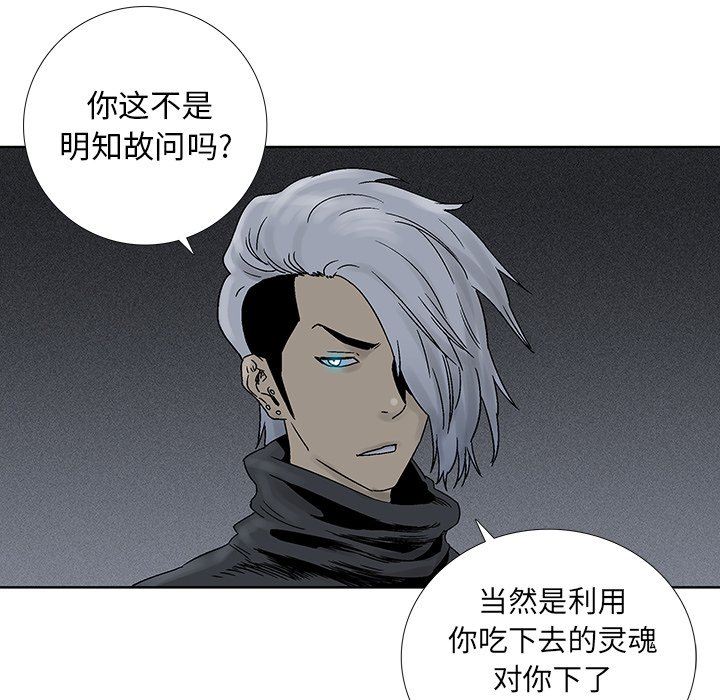 你这不是
明知故问吗?
当然是利用
你吃下去的灵魂
对你下了